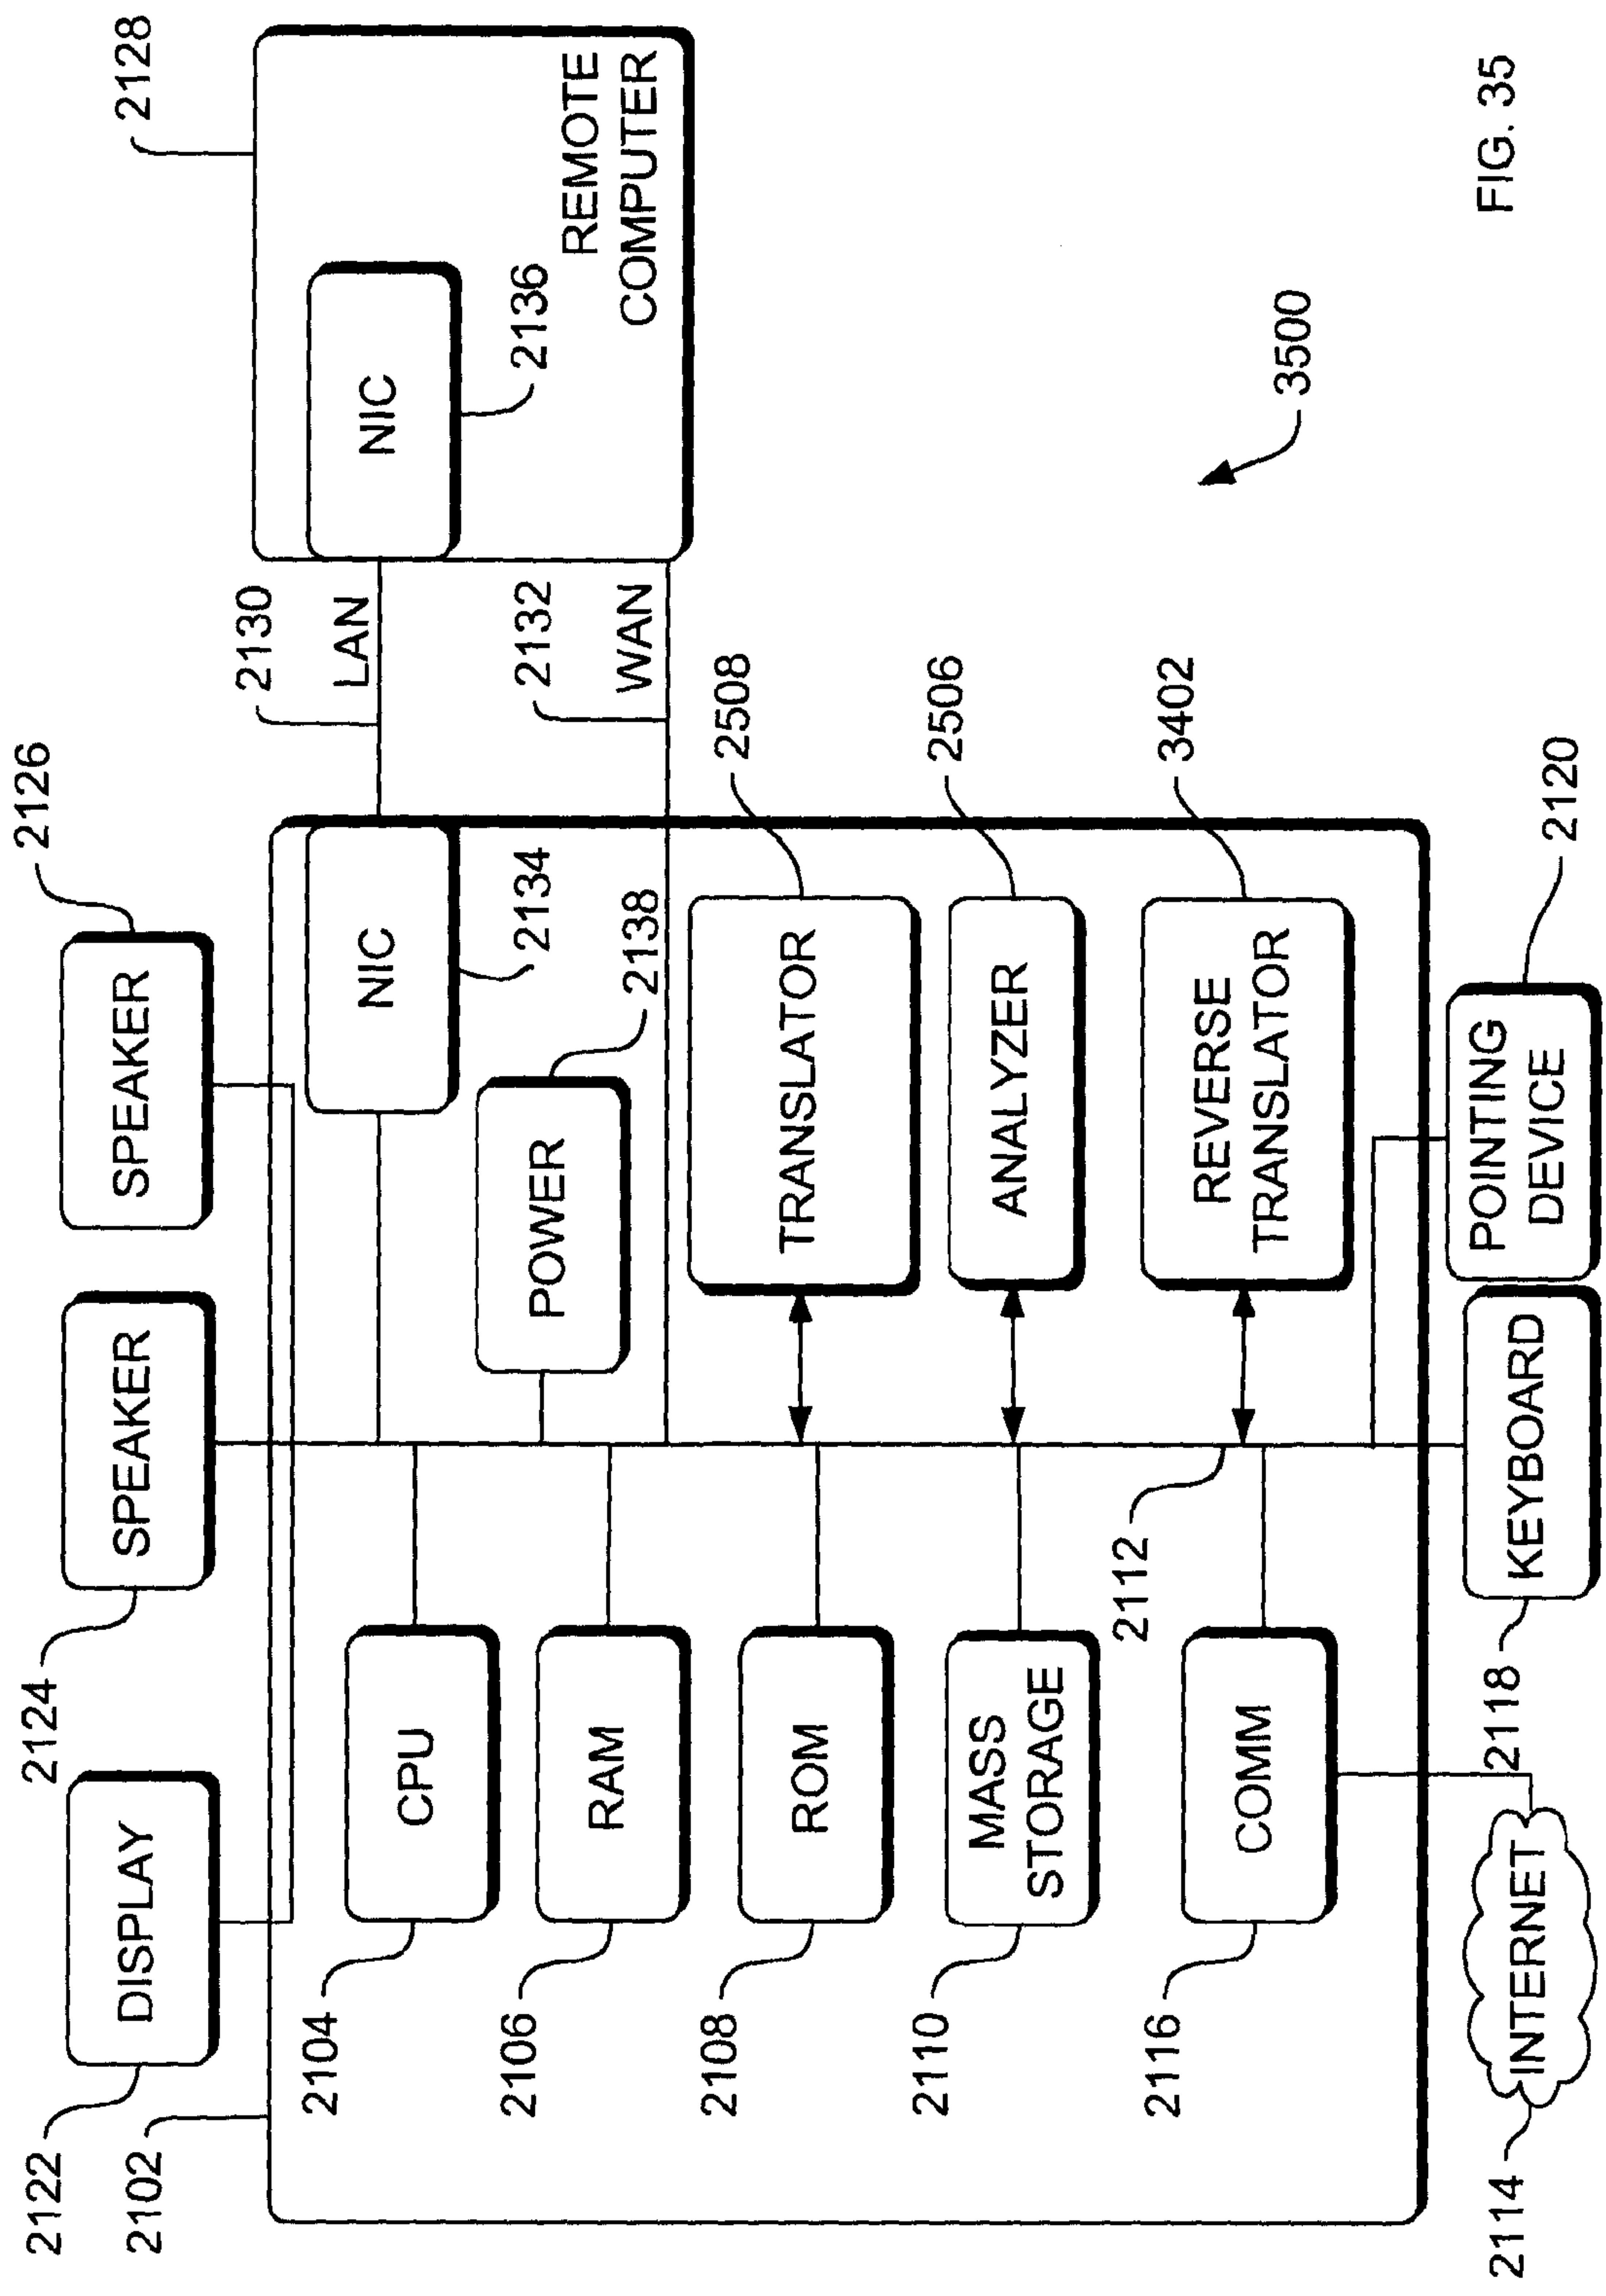 2122
DISPLAY
2124
SPEAKER
SPEAKER
2126
2128
2102
2104
CPU
NIC
2134
2130
LAN
NIC
2136
REMOTE
COMPUTER
2106
RAM
POWER
2138
2132
WAN
2108
ROM
TRANSLATOR
2508
2110
MASS
STORAGE
ANALYZER
2506
2112
2116
COMM
REVERSE
TRANSLATOR
3402
3500
2114
INTERNET
2118
KEYBOARD
POINTING
DEVICE
2120
FIG. 35